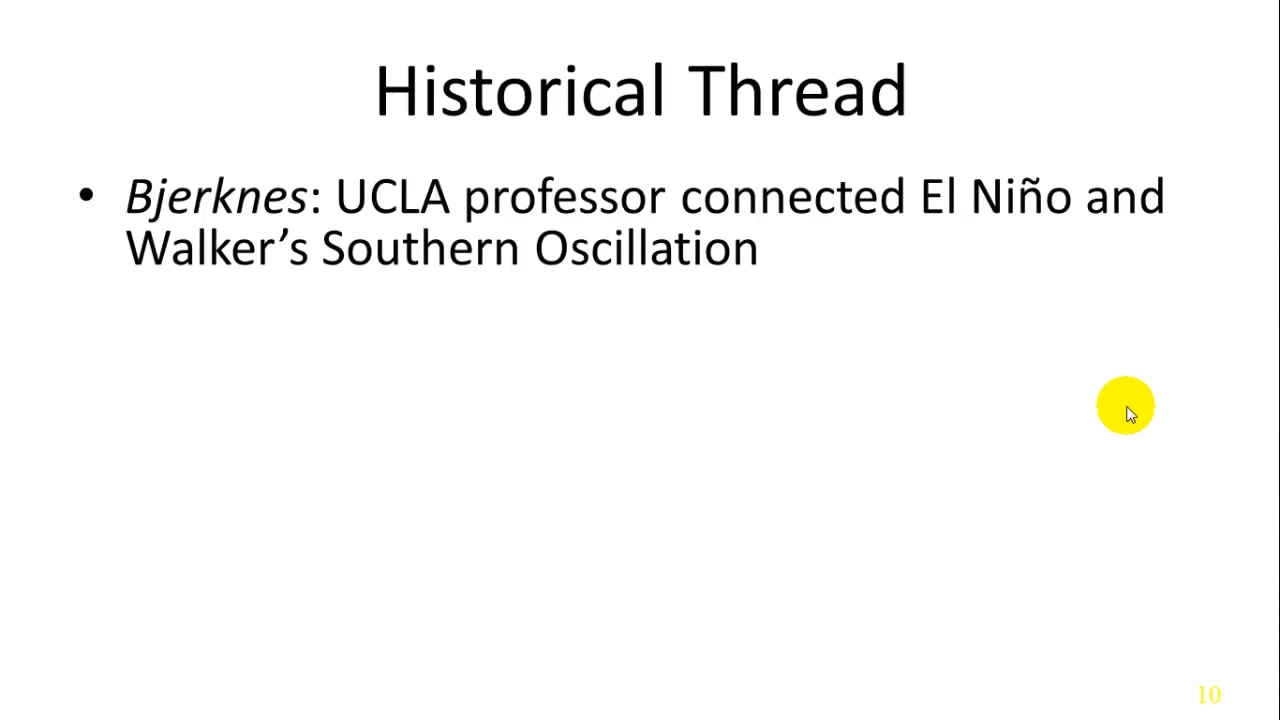 Historical Thread
• Bjerknes: UCLA professor connected El Niño and
Walker’s Southern Oscillation
10